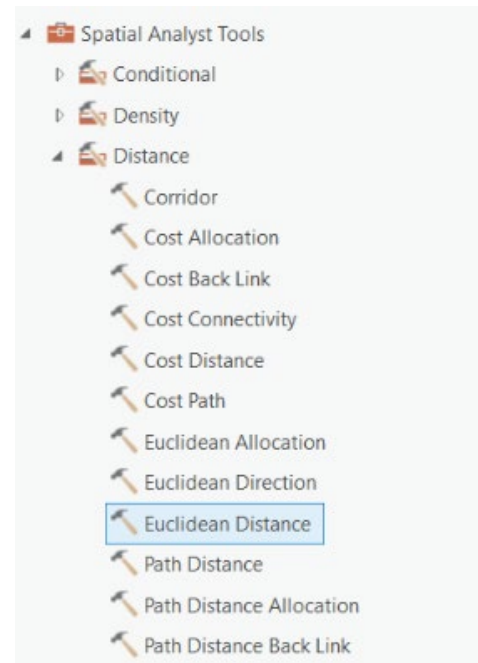 Spatial Analyst Tools
Conditional
Density
Distance
Corridor
Cost Allocation
Cost Back Link
Cost Connectivity
Cost Distance
Cost Path
Euclidean Allocation
Euclidean Direction
Euclidean Distance
Path Distance
Path Distance Allocation
Path Distance Back Link